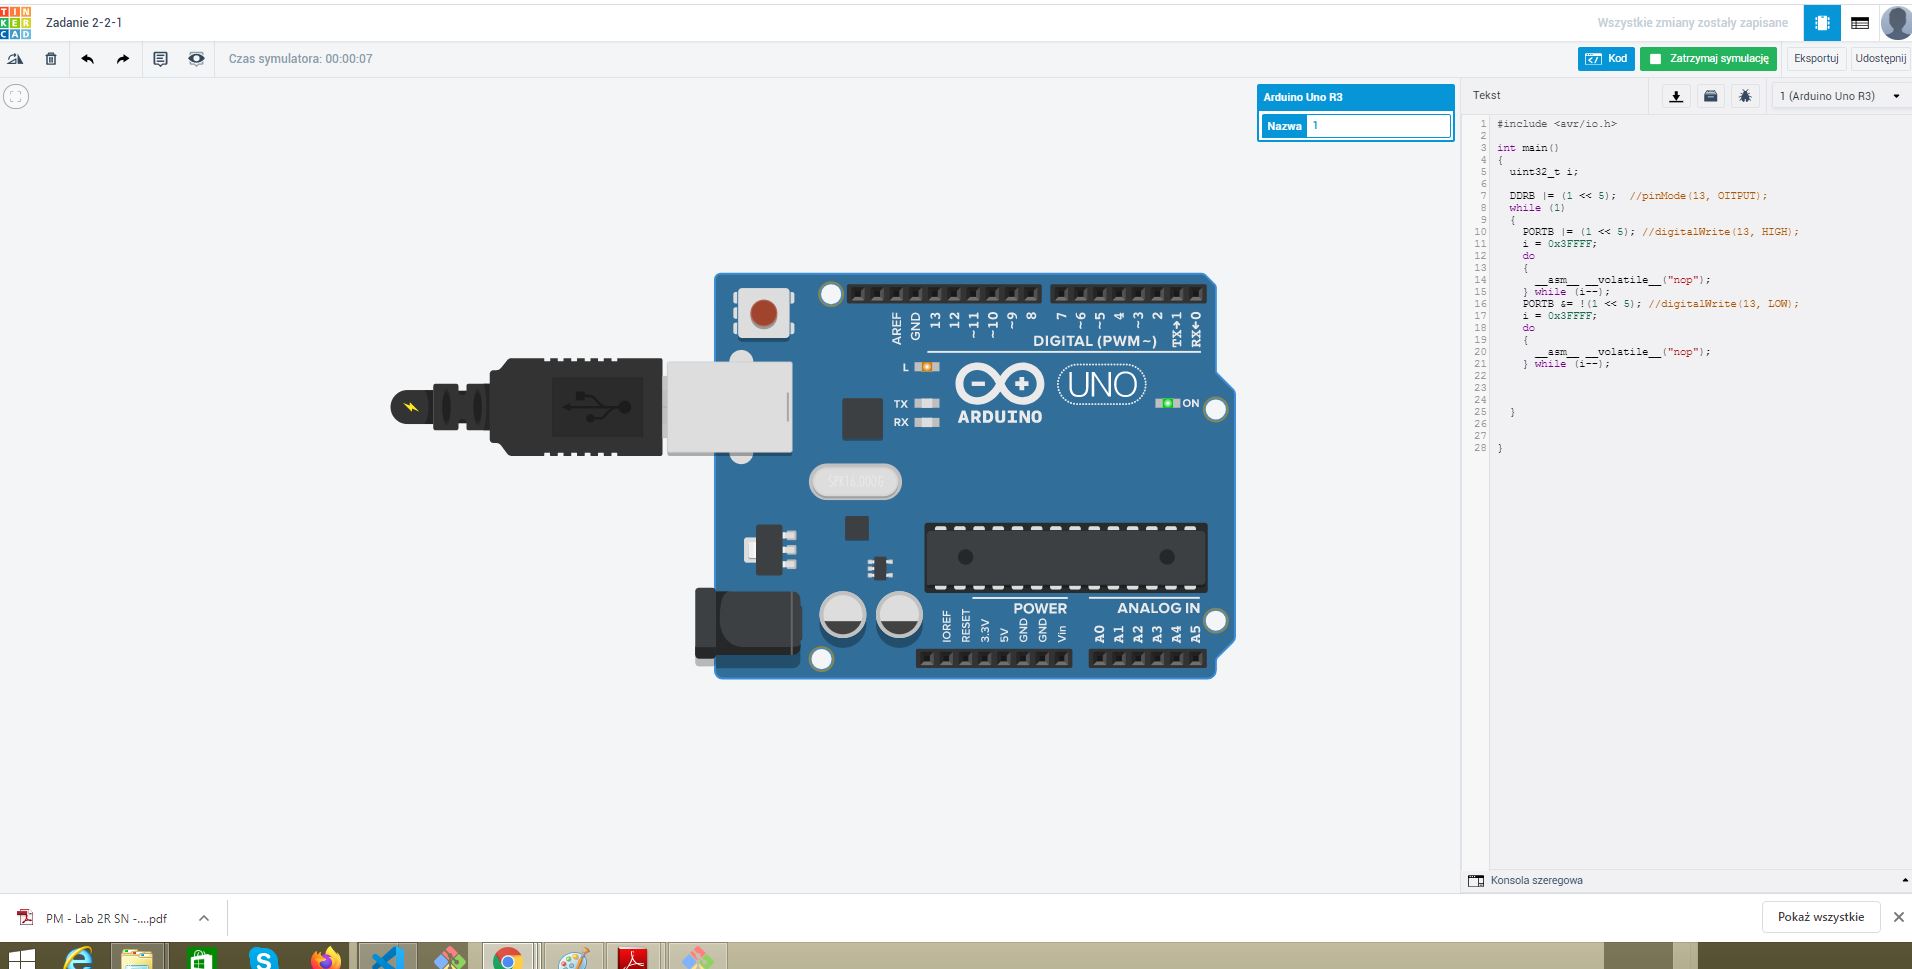 TIN
KER
CAD
Zadanie 2-2-1
Wszystkie zmiany zostały zapisane
Czas symulatora: 00:00:07
Kod
Zatrzymaj symulację
Eksportuj
Udostępnij
Arduino Uno R3
Nazwa 1
Tekst
1 (Arduino Uno R3)
1 #include <avr/io.h>
2
3 int main()
4 {
5 uint32_t i;
6
7 DDRB |= (1 << 5); //pinMode(13, OITPUT);
8 while (1)
9 {
10 PORTB |= (1 << 5); //digitalWrite(13, HIGH);
11 i = 0x3FFFF;
12 do
13 {
14 __asm__ __volatile__("nop");
15 } while (i--);
16 PORTB &= !(1 << 5); //digitalWrite(13, LOW);
17 i = 0x3FFFF;
18 do
19 {
20 __asm__ __volatile__("nop");
21 } while (i--);
22
23
24
25 }
26
27
28 }
AREF
GND
13
12
~11
~10
~9
8
7
~6
~5
4
~3
2
TX→1
RX←0
DIGITAL (PWM~)
L
TX
RX
UNO
ARDUINO
ON
SPK16.000G
POWER
ANALOG IN
IOREF
RESET
3.3V
5V
GND
GND
Vin
A0
A1
A2
A3
A4
A5
Konsola szeregowa
PM - Lab 2R SN -....pdf
Pokaż wszystkie